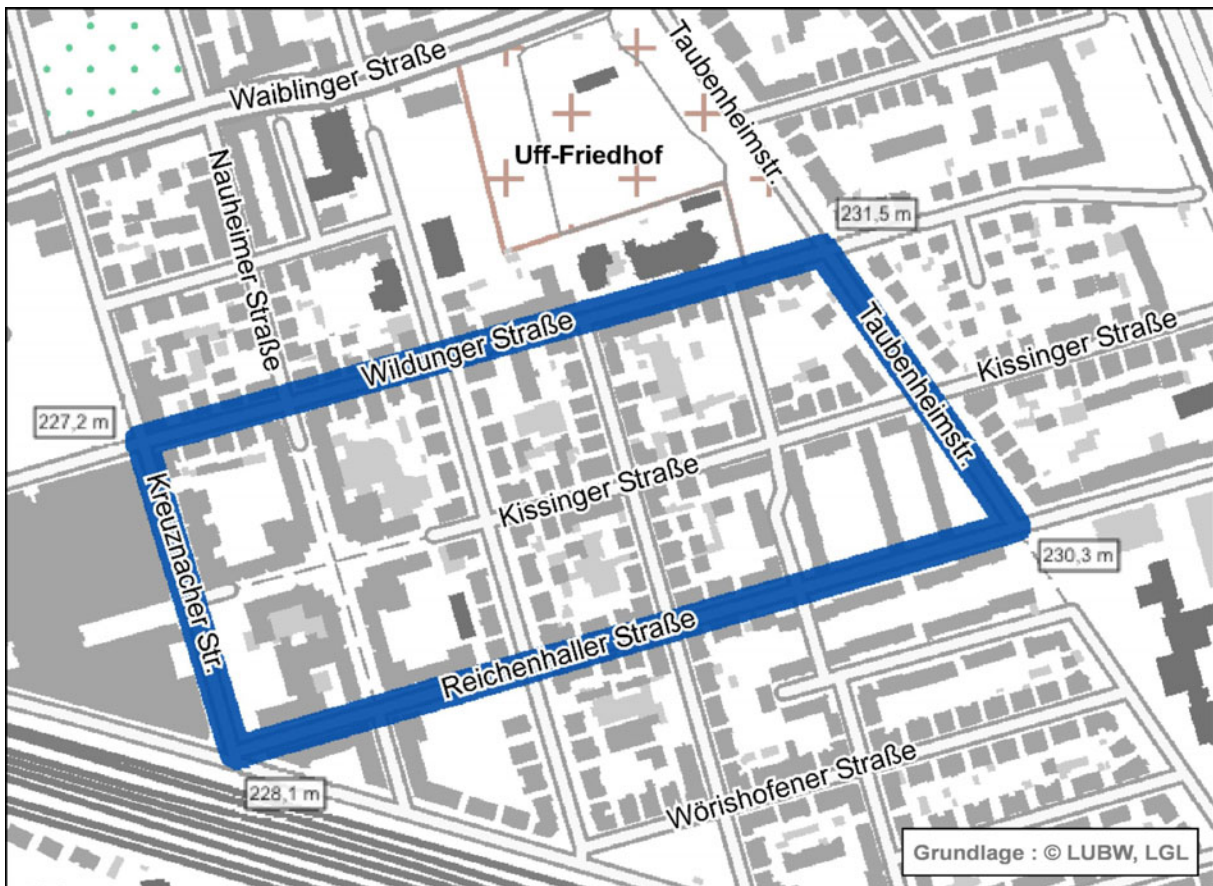 Waiblinger Straße
Taubenheimstr.
Uff-Friedhof
Nauheimer Straße
231,5 m
Wildunger Straße
Taubenheimstr.
Kissinger Straße
227,2 m
Kreuznacher Str.
Kissinger Straße
230,3 m
Reichenhaller Straße
228,1 m
Wörishofener Straße
Grundlage : © LUBW, LGL